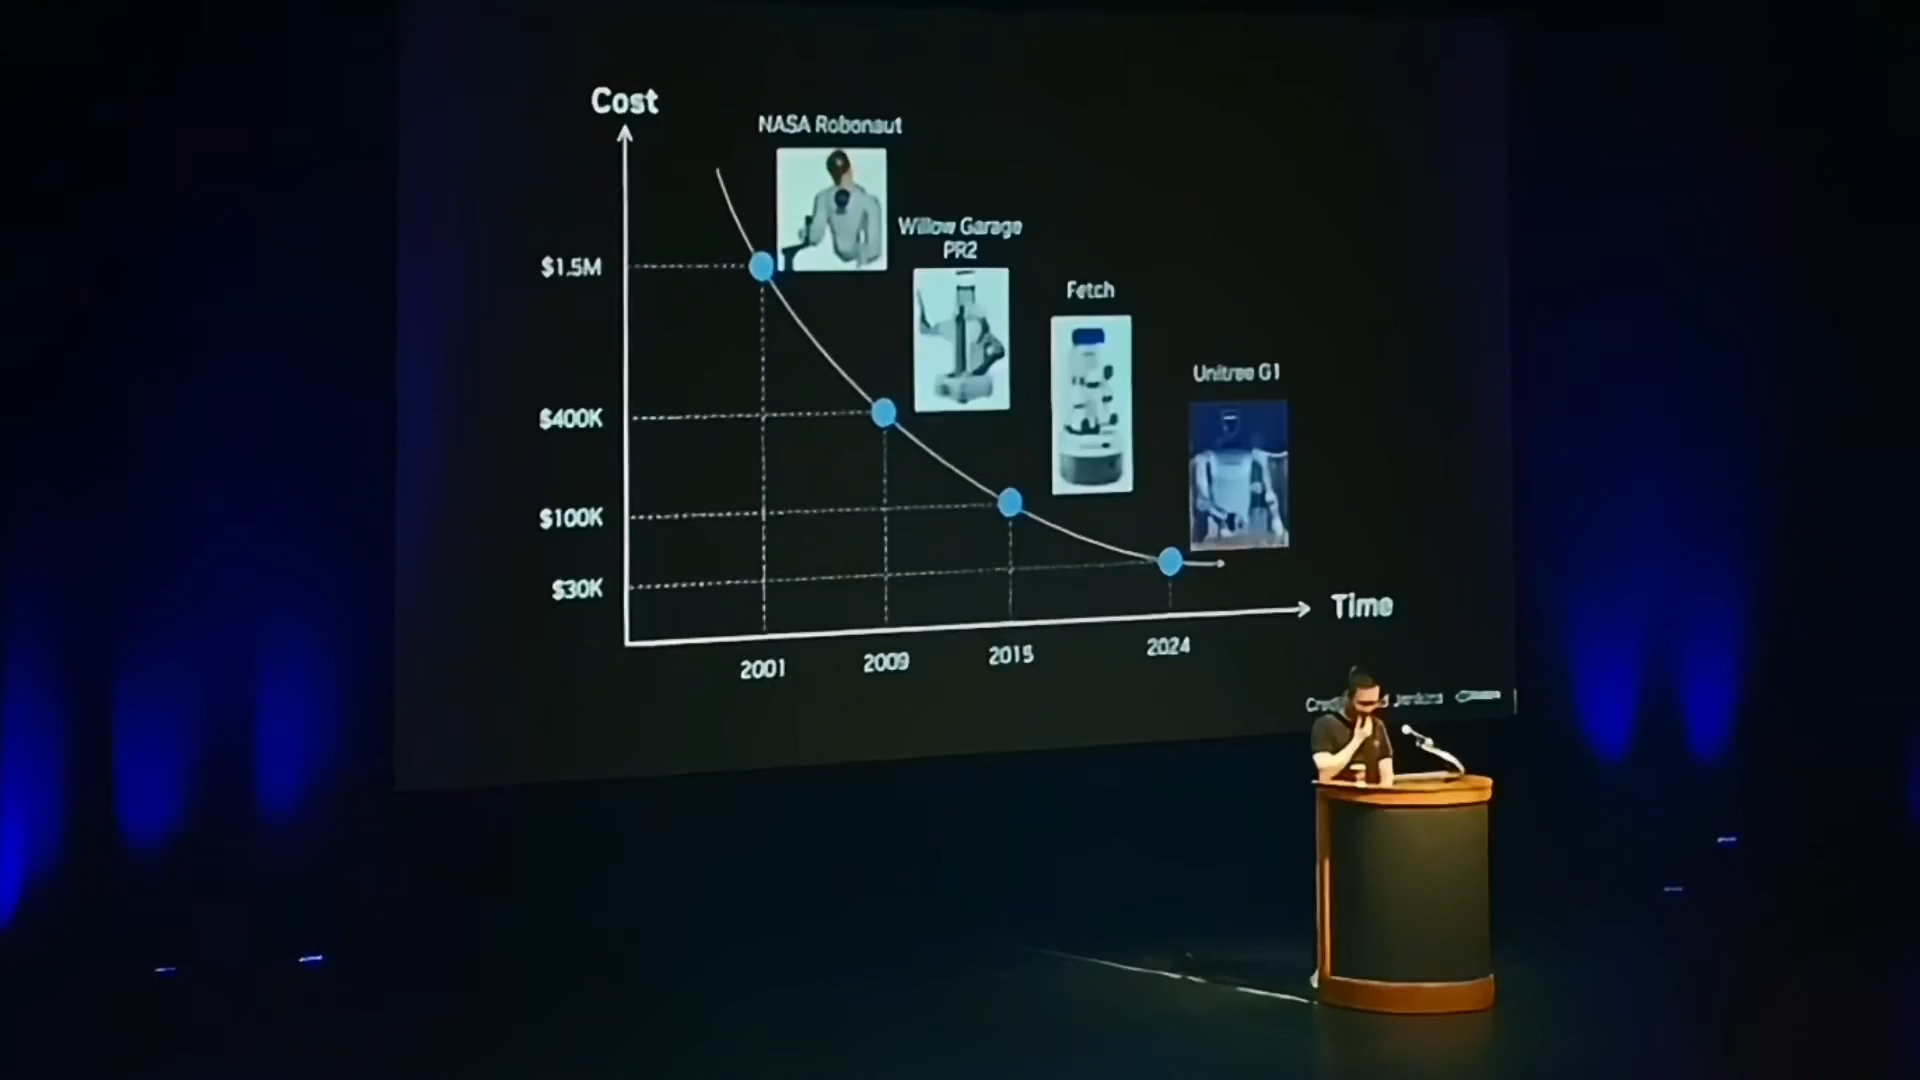 Cost
NASA Robonaut
Willow Garage
PR2
Fetch
Unitree G1
$1.5M
$400K
$100K
$30K
Time
2001
2009
2015
2024
Jenkins